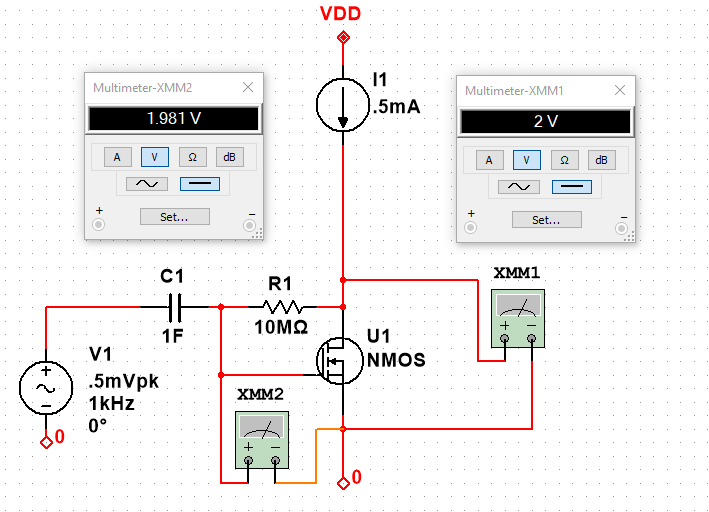 VDD
I1
.5mA
Multimeter-XMM2
1.981 V
A V Ω dB
+ −
Set...
Multimeter-XMM1
2 V
A V Ω dB
+ −
Set...
XMM1
+ −
C1
1F
R1
10MΩ
U1
NMOS
V1
+
−
.5mVpk
1kHz
0°
0
XMM2
+ −
0